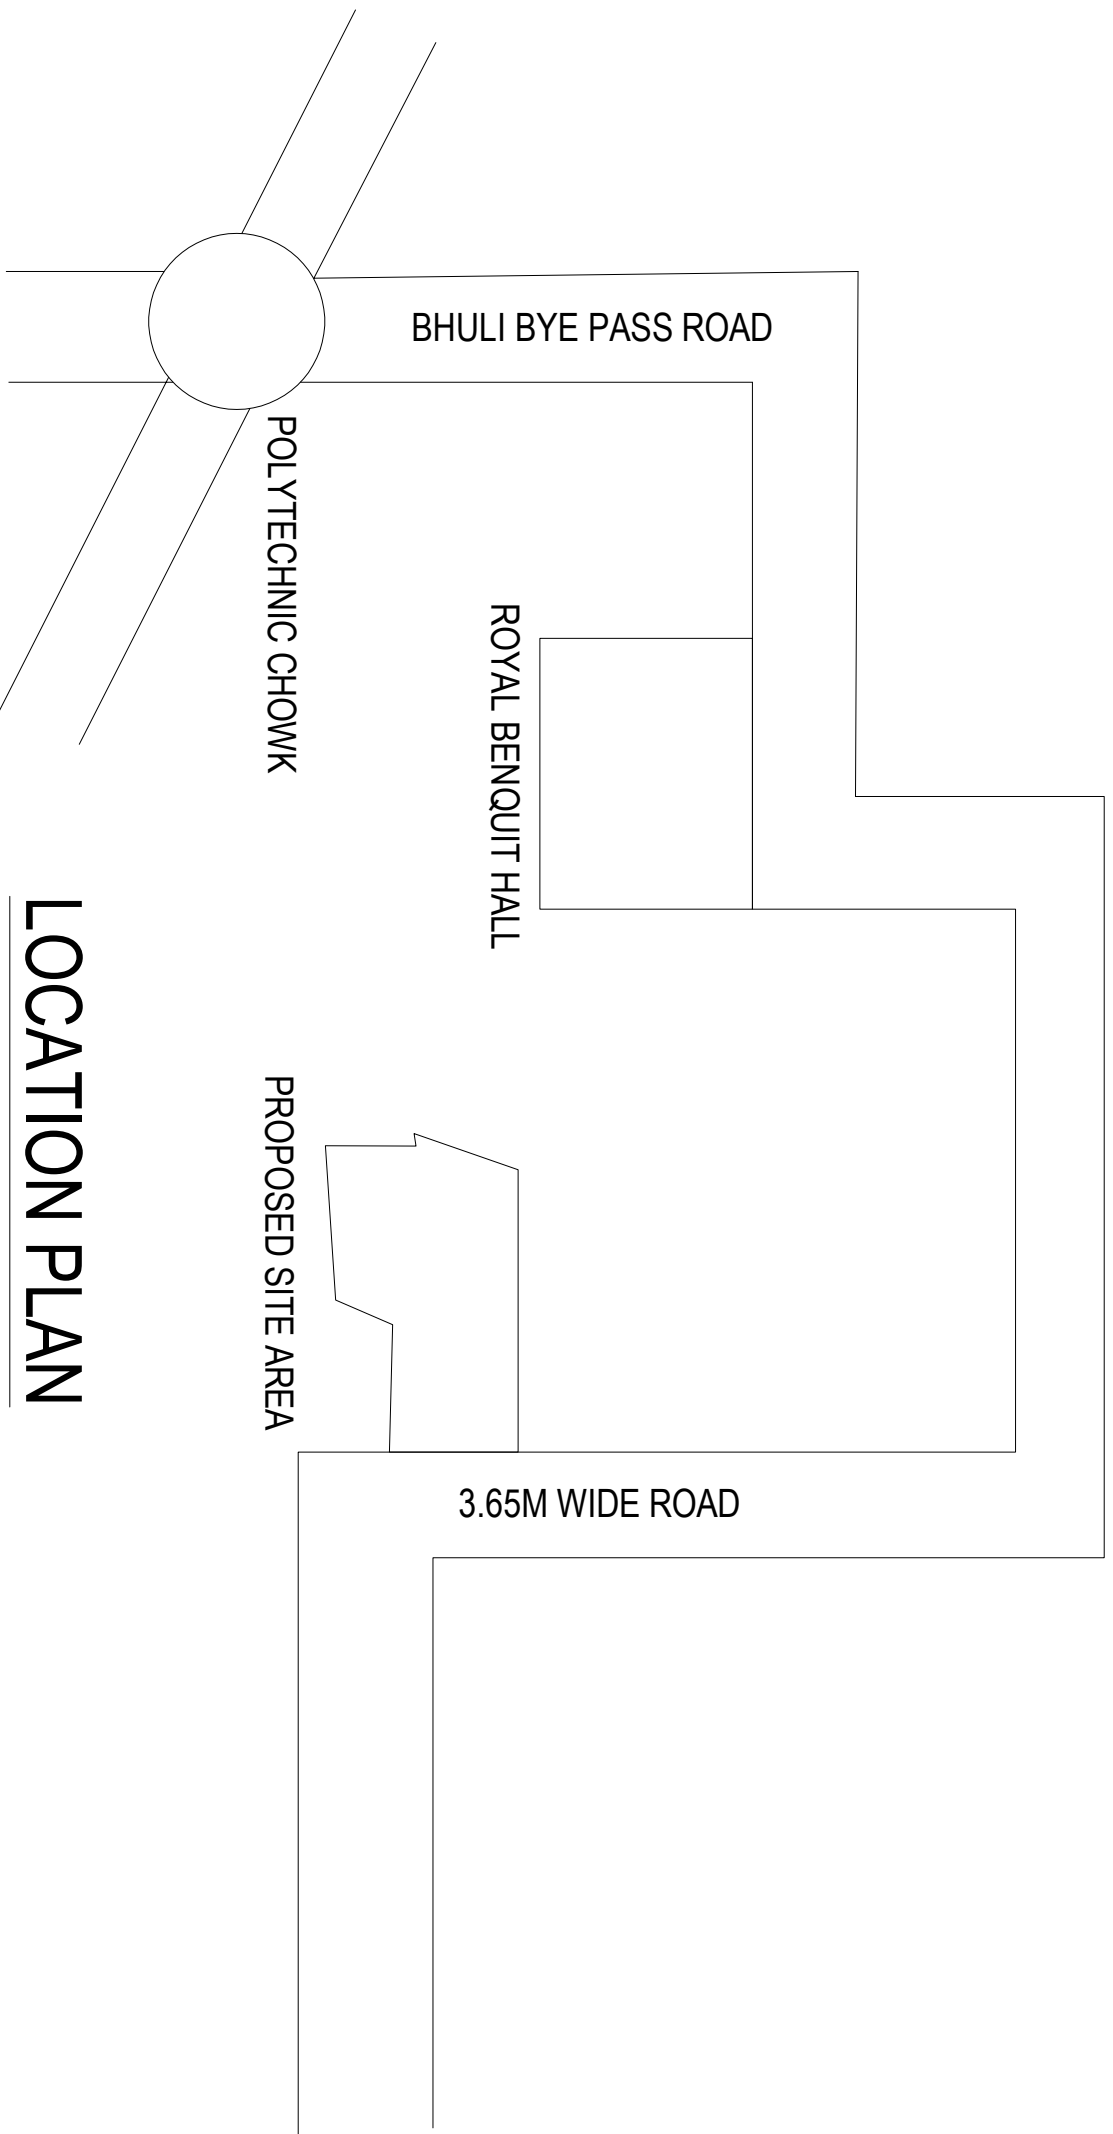 BHULI BYE PASS ROAD
POLYTECHNIC CHOWK
ROYAL BENQUIT HALL
PROPOSED SITE AREA
3.65M WIDE ROAD
LOCATION PLAN